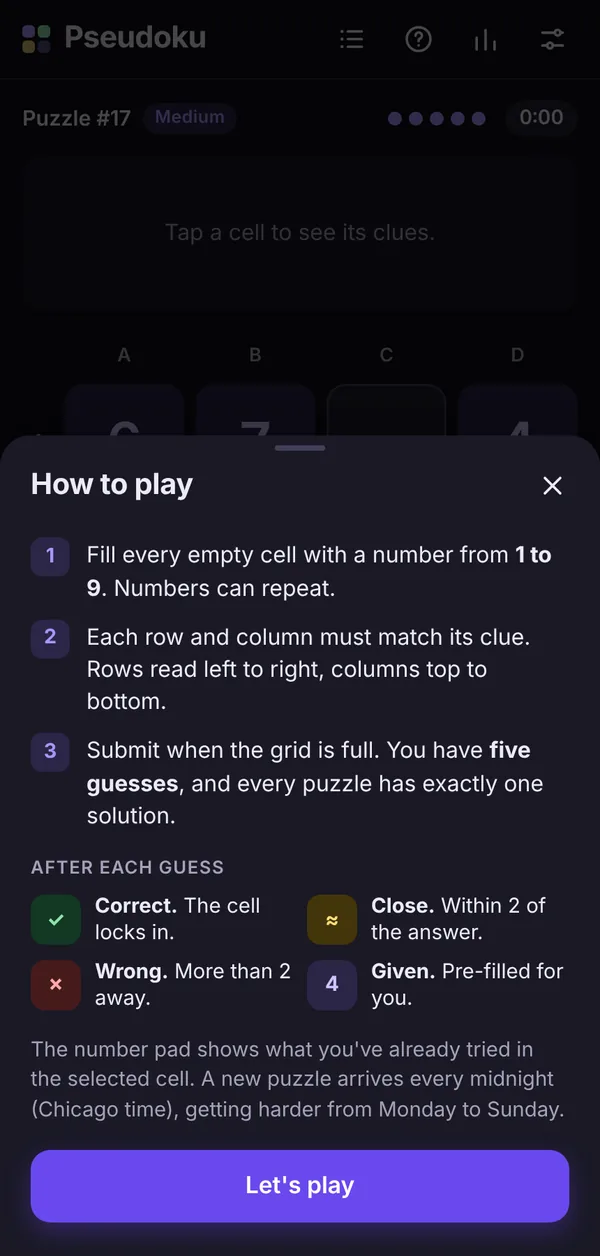 Pseudoku
Puzzle #17 Medium 0:00
Tap a cell to see its clues.
A B C D
6 7 4
How to play
1 Fill every empty cell with a number from 1 to
9. Numbers can repeat.
2 Each row and column must match its clue.
Rows read left to right, columns top to
bottom.
3 Submit when the grid is full. You have five
guesses, and every puzzle has exactly one
solution.
AFTER EACH GUESS
✓ Correct. The cell
locks in.
≈ Close. Within 2 of
the answer.
× Wrong. More than 2
away.
4 Given. Pre-filled for
you.
The number pad shows what you've already tried in
the selected cell. A new puzzle arrives every midnight
(Chicago time), getting harder from Monday to Sunday.
Let's play